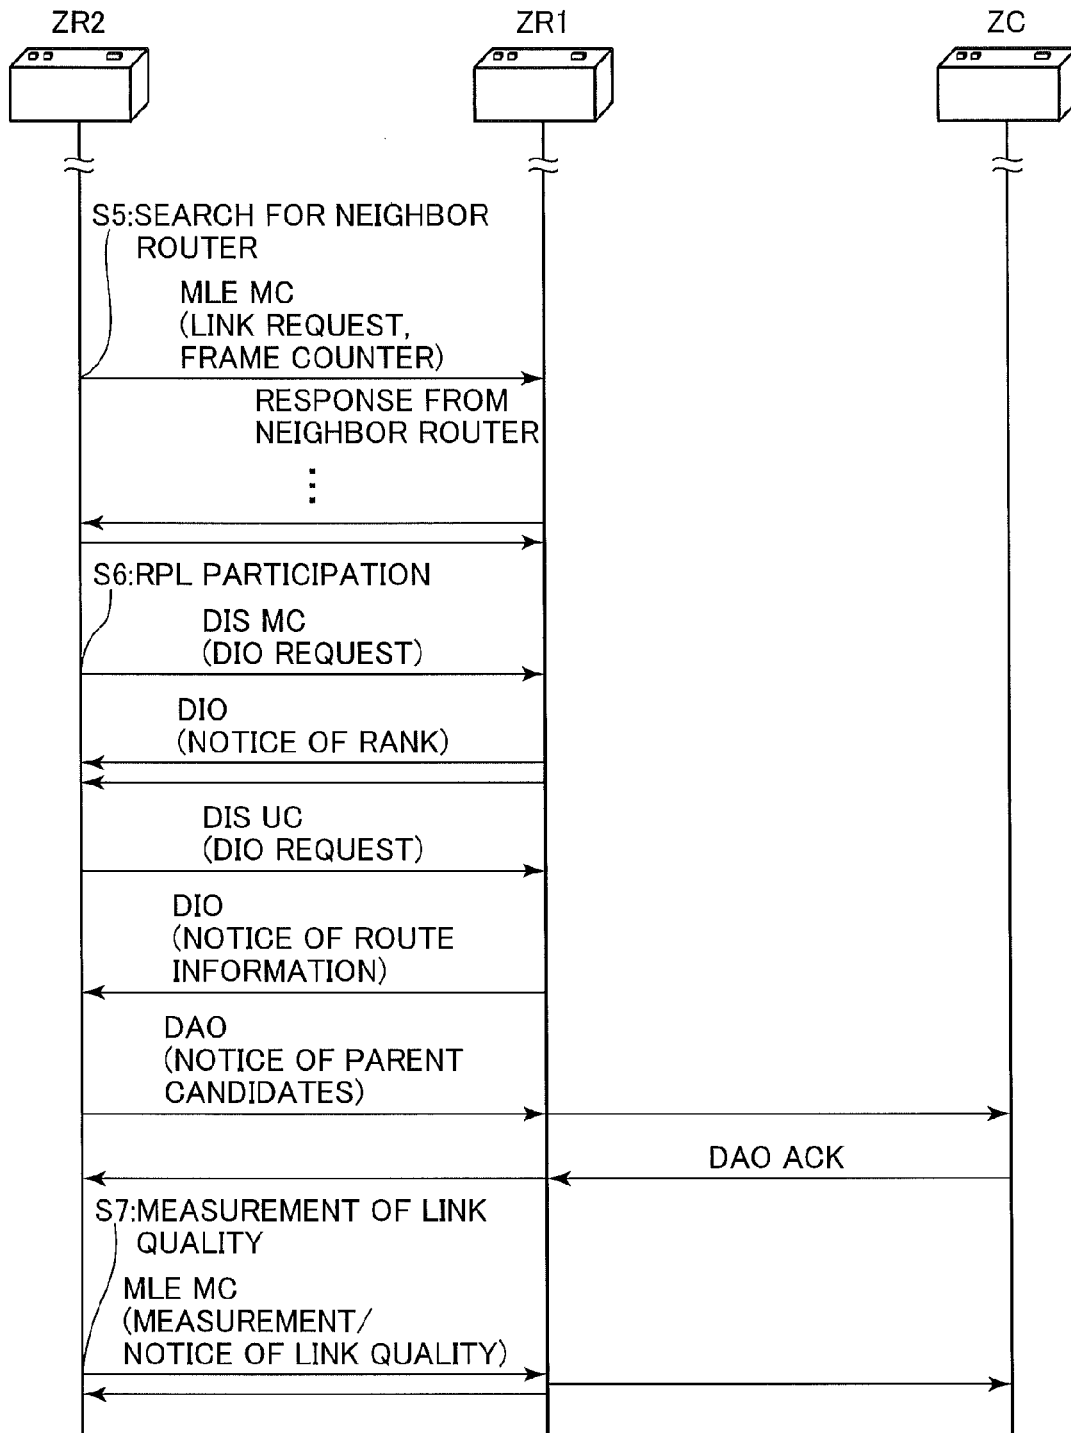 ZR2
ZR1
ZC
S5:SEARCH FOR NEIGHBOR
ROUTER
MLE MC
(LINK REQUEST,
FRAME COUNTER)
RESPONSE FROM
NEIGHBOR ROUTER
S6:RPL PARTICIPATION
DIS MC
(DIO REQUEST)
DIO
(NOTICE OF RANK)
DIS UC
(DIO REQUEST)
DIO
(NOTICE OF ROUTE
INFORMATION)
DAO
(NOTICE OF PARENT
CANDIDATES)
DAO ACK
S7:MEASUREMENT OF LINK
QUALITY
MLE MC
(MEASUREMENT/
NOTICE OF LINK QUALITY)